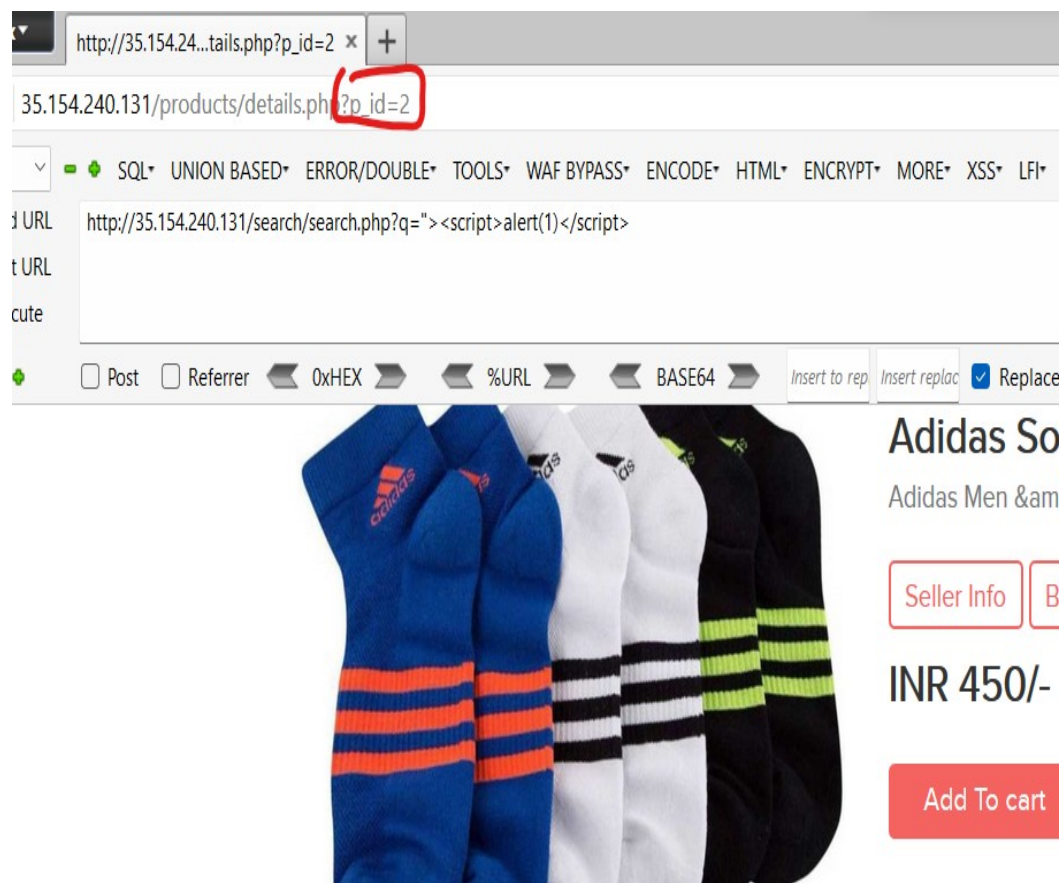 http://35.154.24...tails.php?p_id=2 × +
35.154.240.131/products/details.php?p_id=2
SQL UNION BASED ERROR/DOUBLE TOOLS WAF BYPASS ENCODE HTML ENCRYPT MORE XSS LFI
URL http://35.154.240.131/search/search.php?q="><script>alert(1)</script>
URL
Post Referrer 0xHEX %URL BASE64 Insert to rep Insert replac Replace
Adidas So
adidas
Adidas Men &am
Seller Info B
INR 450/-
Add To cart